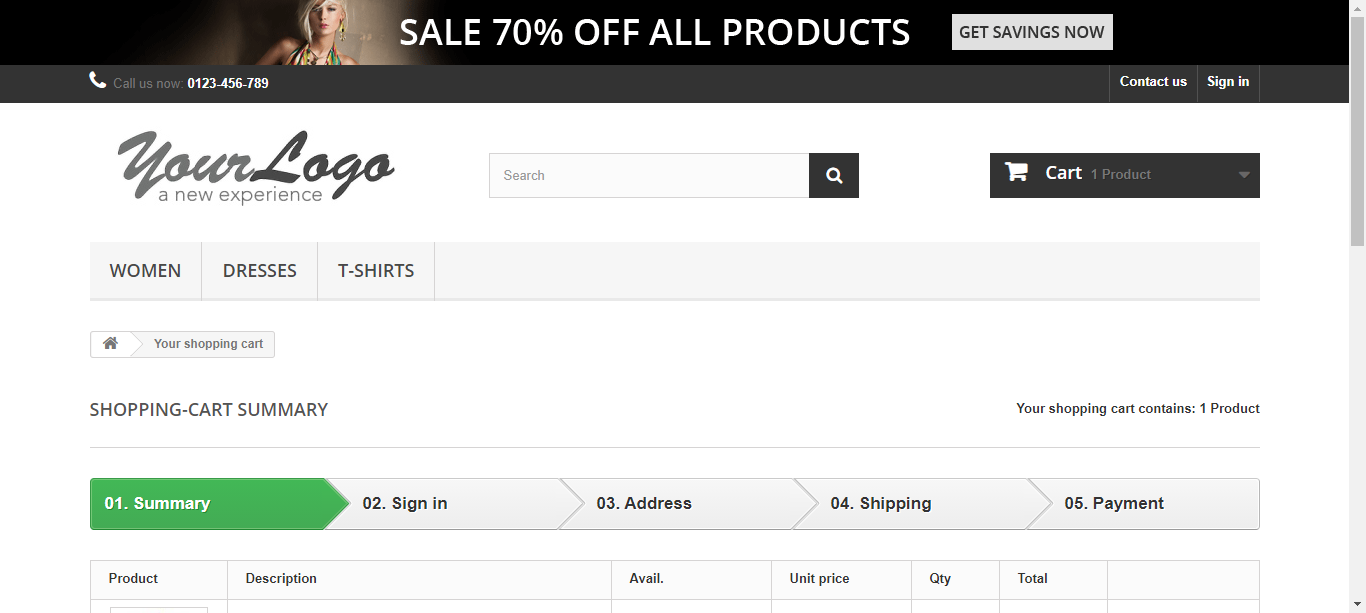 SALE 70% OFF ALL PRODUCTS GET SAVINGS NOW
Call us now: 0123-456-789 Contact us Sign in
Your Logo
a new experience
Search
Cart 1 Product
WOMEN DRESSES T-SHIRTS
Your shopping cart
SHOPPING-CART SUMMARY Your shopping cart contains: 1 Product
01. Summary 02. Sign in 03. Address 04. Shipping 05. Payment
Product Description Avail. Unit price Qty Total